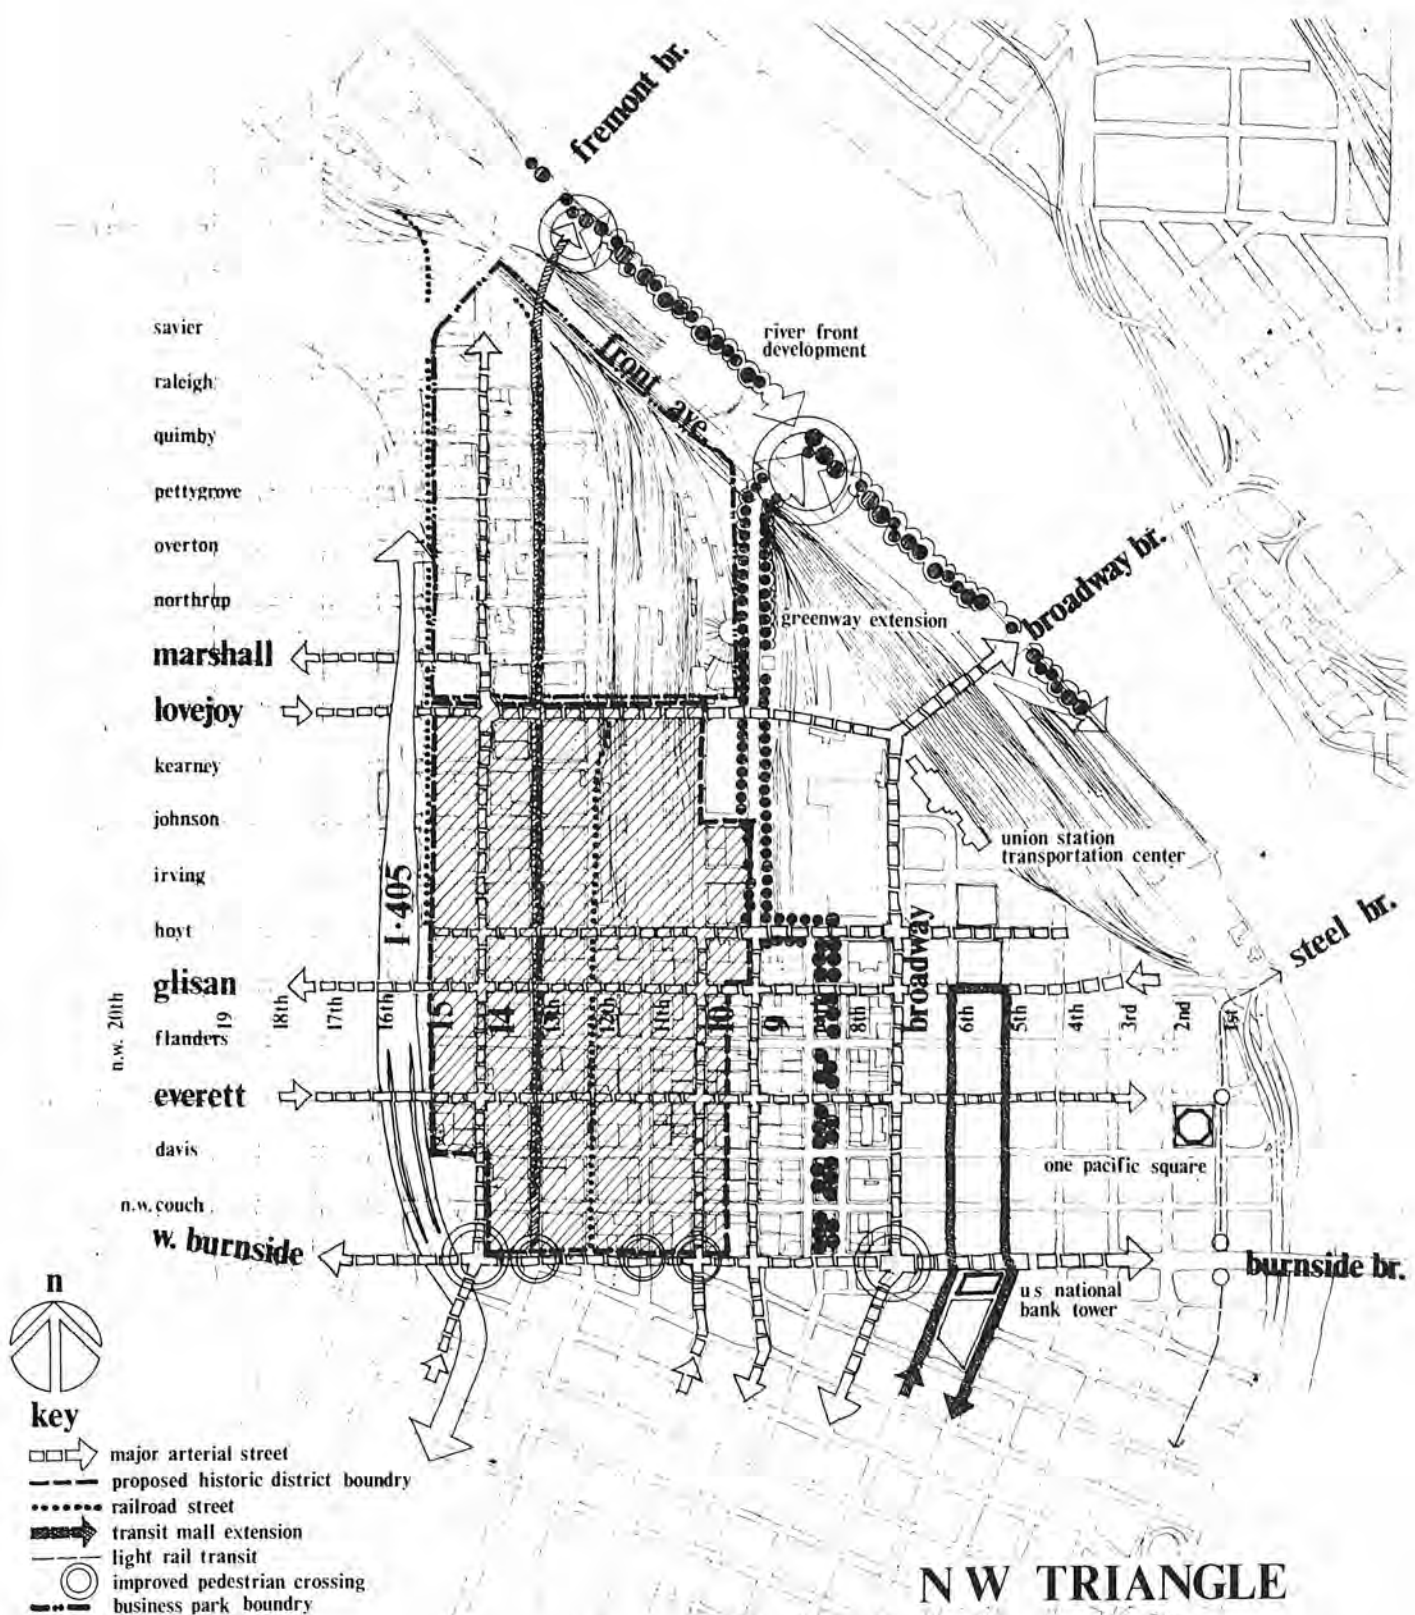 fremont br.
river front
development
front ave.
savier
raleigh
quimby
pettygrove
overton
northrup
marshall
lovejoy
kearney
johnson
irving
hoyt
glisan
flanders
everett
davis
n.w. couch
w. burnside
greenway extension
broadway br.
union station
transportation center
steel br.
I-405
broadway
n.w. 20th
19
18th
17th
16th
15
14
13th
12th
11th
10
9
park
8th
6th
5th
4th
3rd
2nd
1st
one pacific square
burnside br.
us national
bank tower
n
key
major arterial street
proposed historic district boundry
railroad street
transit mall extension
light rail transit
improved pedestrian crossing
business park boundry
NW TRIANGLE